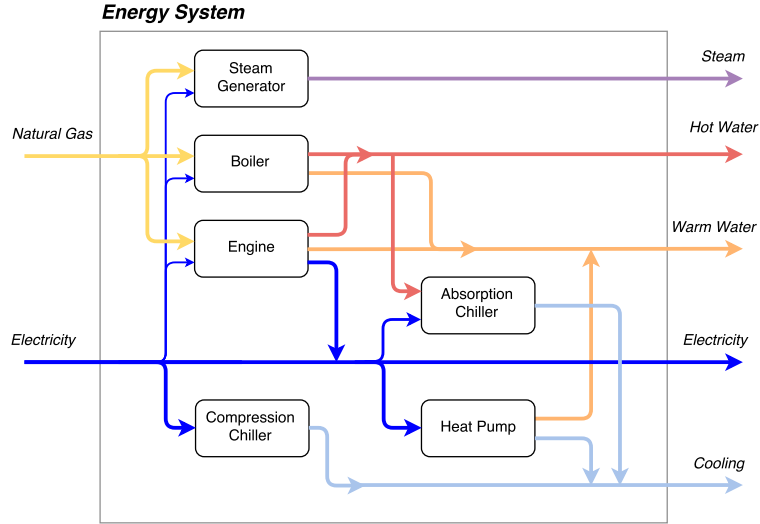 Energy System
Steam
Steam
Generator
Natural Gas
Hot Water
Boiler
Warm Water
Engine
Absorption
Chiller
Electricity
Electricity
Compression
Chiller
Heat Pump
Cooling